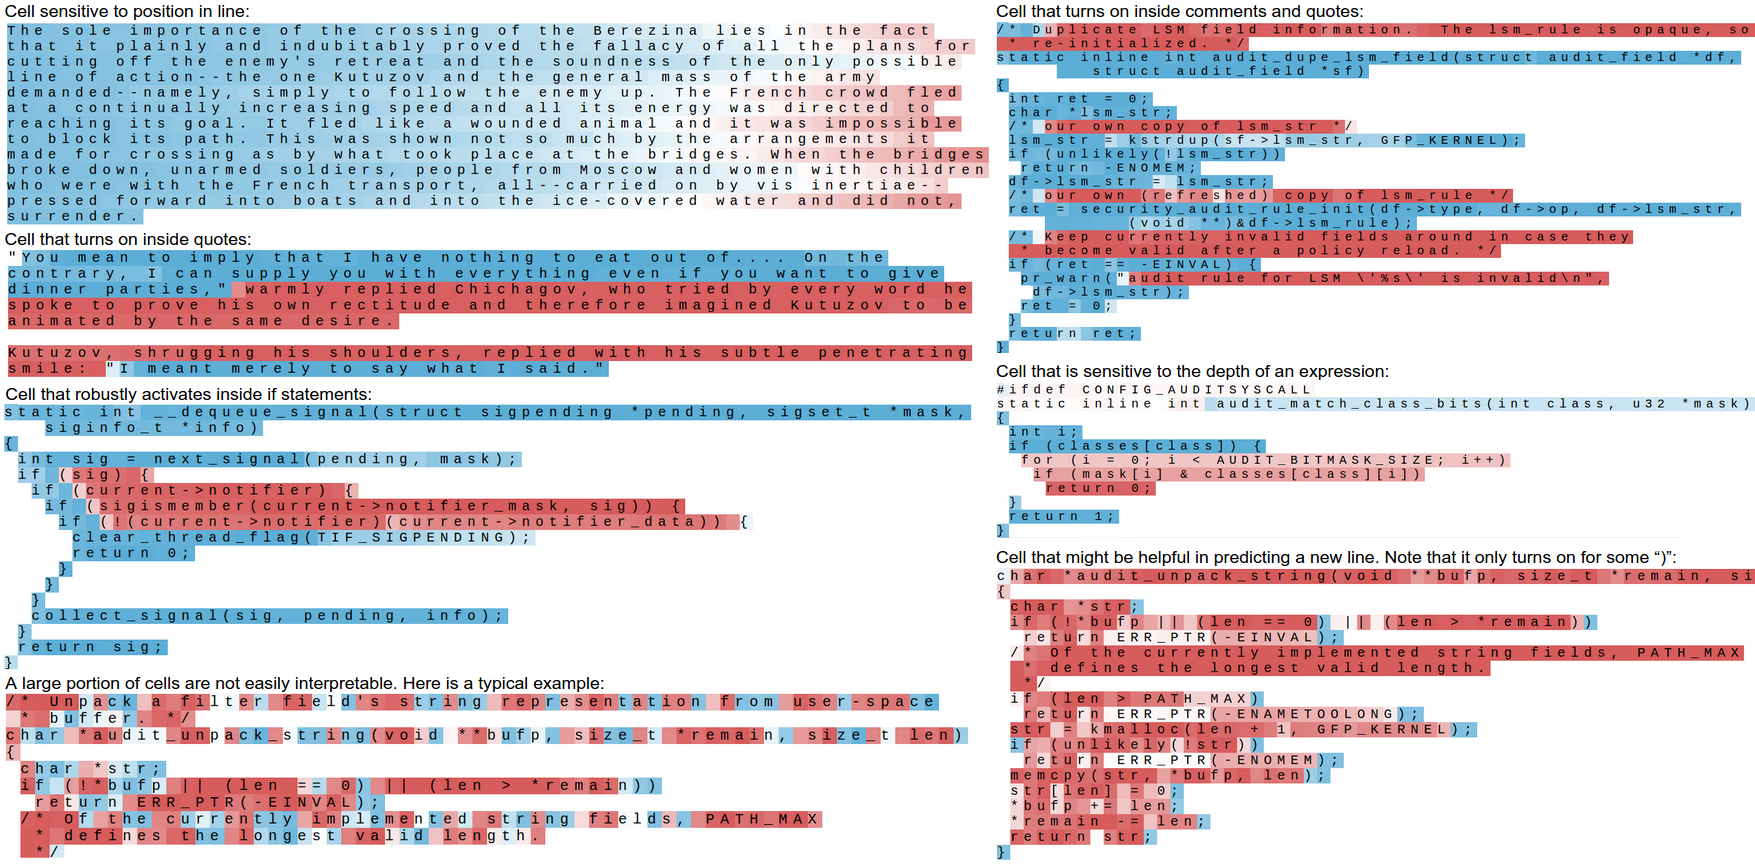 Cell sensitive to position in line:
The sole importance of the crossing of the Berezina lies in the fact
that it plainly and indubitably proved the fallacy of all the plans for
cutting off the enemy's retreat and the soundness of the only possible
line of action--the one Kutuzov and the general mass of the army
demanded--namely, simply to follow the enemy up. The French crowd fled
at a continually increasing speed and all its energy was directed to
reaching its goal. It fled like a wounded animal and it was impossible
to block its path. This was shown not so much by the arrangements it
made for crossing as by what took place at the bridges. When the bridges
broke down, unarmed soldiers, people from Moscow and women with children
who were with the French transport, all--carried on by vis inertiae--
pressed forward into boats and into the ice-covered water and did not,
surrender.
Cell that turns on inside quotes:
"You mean to imply that I have nothing to eat out of.... On the
contrary, I can supply you with everything even if you want to give
dinner parties," warmly replied Chichagov, who tried by every word he
spoke to prove his own rectitude and therefore imagined Kutuzov to be
animated by the same desire.
Kutuzov, shrugging his shoulders, replied with his subtle penetrating
smile: "I meant merely to say what I said."
Cell that robustly activates inside if statements:
static int __dequeue_signal(struct sigpending *pending, sigset_t *mask,
siginfo_t *info)
{
int sig = next_signal(pending, mask);
if (sig) {
if (current->notifier) {
if (sigismember(current->notifier_mask, sig)) {
if (!(current->notifier)(current->notifier_data)) {
clear_thread_flag(TIF_SIGPENDING);
return 0;
}
}
}
collect_signal(sig, pending, info);
}
return sig;
}
A large portion of cells are not easily interpretable. Here is a typical example:
/* Unpack a filter field's string representation from user-space
* buffer. */
char *audit_unpack_string(void **bufp, size_t *remain, size_t len)
{
char *str;
if (!*bufp || (len == 0) || (len > *remain))
return ERR_PTR(-EINVAL);
/* Of the currently implemented string fields, PATH_MAX
* defines the longest valid length.
*/
Cell that turns on inside comments and quotes:
/* Duplicate LSM field information. The lsm_rule is opaque, so
* re-initialized. */
static inline int audit_dupe_lsm_field(struct audit_field *df,
struct audit_field *sf)
{
int ret = 0;
char *lsm_str;
/* our own copy of lsm_str */
lsm_str = kstrdup(sf->lsm_str, GFP_KERNEL);
if (unlikely(!lsm_str))
return -ENOMEM;
df->lsm_str = lsm_str;
/* our own (refreshed) copy of lsm_rule */
ret = security_audit_rule_init(df->type, df->op, df->lsm_str,
(void **)&df->lsm_rule);
/* Keep currently invalid fields around in case they
* become valid after a policy reload. */
if (ret == -EINVAL) {
pr_warn("audit rule for LSM \'%s\' is invalid\n",
df->lsm_str);
ret = 0;
}
return ret;
}
Cell that is sensitive to the depth of an expression:
#ifdef CONFIG_AUDITSYSCALL
static inline int audit_match_class_bits(int class, u32 *mask)
{
int i;
if (classes[class]) {
for (i = 0; i < AUDIT_BITMASK_SIZE; i++)
if (mask[i] & classes[class][i])
return 0;
}
return 1;
}
Cell that might be helpful in predicting a new line. Note that it only turns on for some “)”:
char *audit_unpack_string(void **bufp, size_t *remain, si
{
char *str;
if (!*bufp || (len == 0) || (len > *remain))
return ERR_PTR(-EINVAL);
/* Of the currently implemented string fields, PATH_MAX
* defines the longest valid length.
*/
if (len > PATH_MAX)
return ERR_PTR(-ENAMETOOLONG);
str = kmalloc(len + 1, GFP_KERNEL);
if (unlikely(!str))
return ERR_PTR(-ENOMEM);
memcpy(str, *bufp, len);
str[len] = 0;
*bufp += len;
*remain -= len;
return str;
}